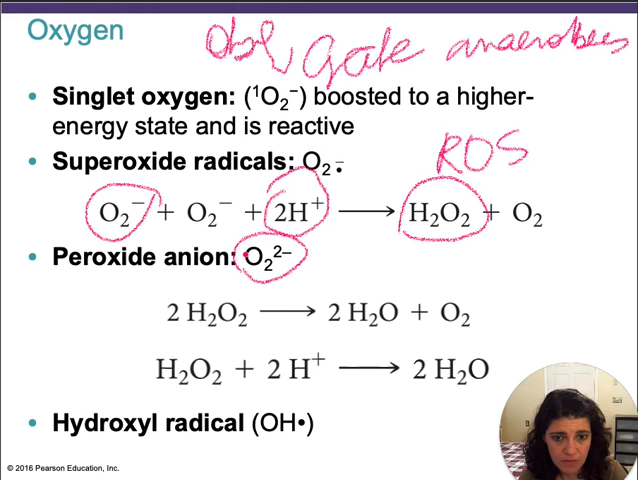 Oxygen
Obligate anaerobes
• Singlet oxygen: (¹O₂⁻) boosted to a higher-
energy state and is reactive
• Superoxide radicals: O₂⁻•
ROS
O₂⁻ + O₂⁻ + 2H⁺ ⟶ H₂O₂ + O₂
• Peroxide anion: O₂²⁻
2 H₂O₂ ⟶ 2 H₂O + O₂
H₂O₂ + 2 H⁺ ⟶ 2 H₂O
• Hydroxyl radical (OH•)
© 2016 Pearson Education, Inc.